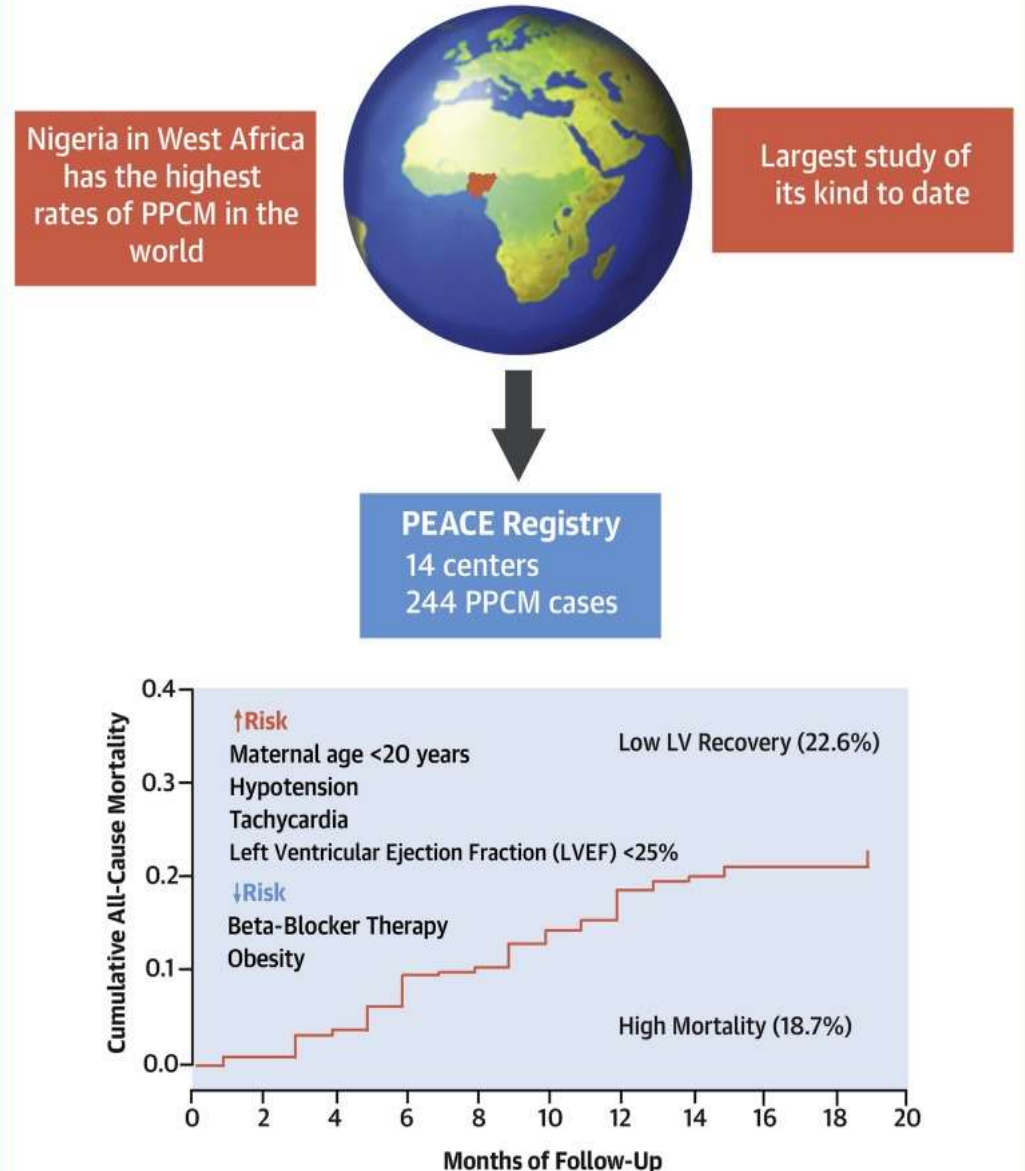 Nigeria in West Africa
has the highest
rates of PPCM in the
world
Largest study of
its kind to date
PEACE Registry
14 centers
244 PPCM cases
Cumulative All-Cause Mortality
0.4
0.3
0.2
0.1
0.0
↑Risk
Maternal age <20 years
Hypotension
Tachycardia
Left Ventricular Ejection Fraction (LVEF) <25%
↓Risk
Beta-Blocker Therapy
Obesity
Low LV Recovery (22.6%)
High Mortality (18.7%)
0 2 4 6 8 10 12 14 16 18 20
Months of Follow-Up